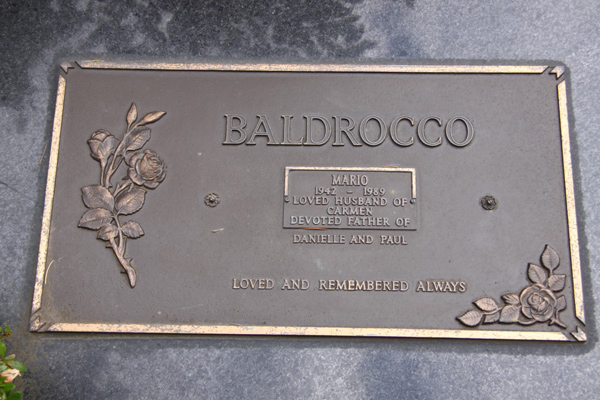 BALDROCCO
MARIO
1942 - 1989
LOVED HUSBAND OF
CARMEN
DEVOTED FATHER OF
DANIELLE AND PAUL
LOVED AND REMEMBERED ALWAYS